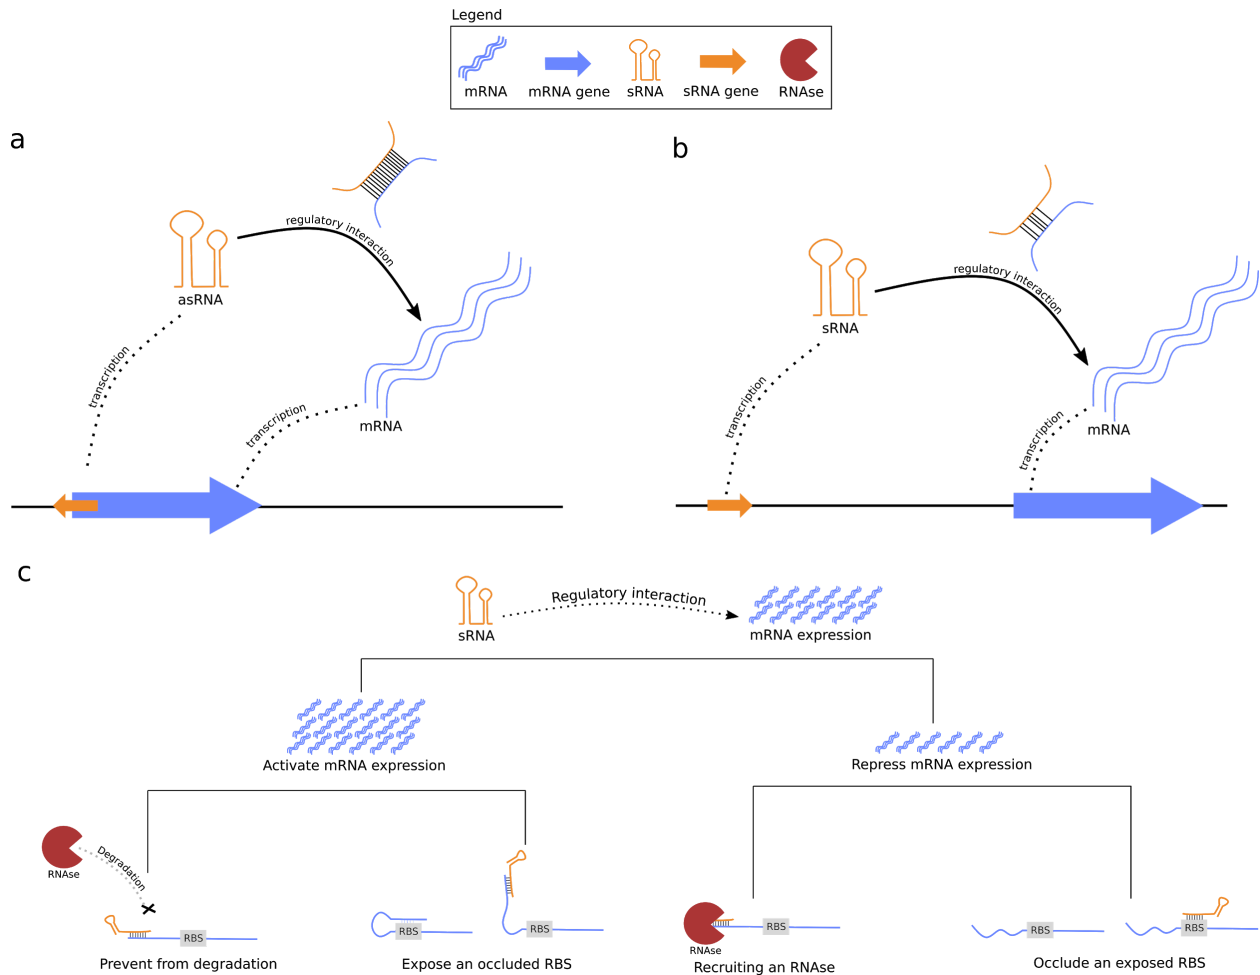 Legend
mRNA
mRNA gene
sRNA
sRNA gene
RNAse
a
regulatory interaction
asRNA
transcription
transcription
mRNA
b
regulatory interaction
sRNA
transcription
transcription
mRNA
c
sRNA
Regulatory interaction
mRNA expression
Activate mRNA expression
Repress mRNA expression
RNAse
Degradation
RBS
Prevent from degradation
RBS
RBS
Expose an occluded RBS
RNAse
RBS
Recruiting an RNAse
RBS
RBS
Occlude an exposed RBS